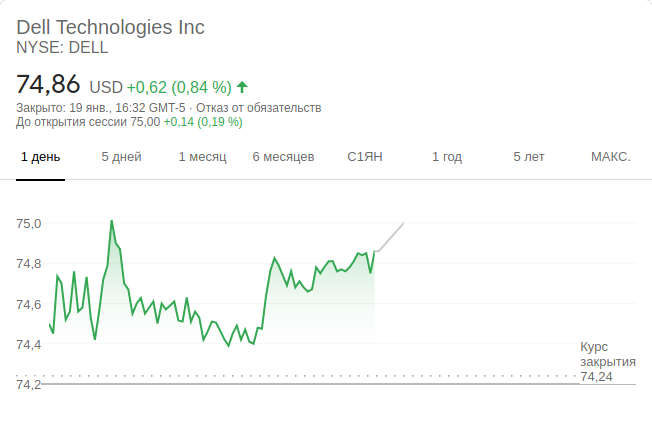 Dell Technologies Inc
NYSE: DELL
74,86 USD +0,62 (0,84 %)
Закрыто: 19 янв., 16:32 GMT-5 · Отказ от обязательств
До открытия сессии 75,00 +0,14 (0,19 %)
1 день 5 дней 1 месяц 6 месяцев С1ЯН 1 год 5 лет МАКС.
75,0
74,8
74,6
74,4
74,2
Курс
закрытия
74,24